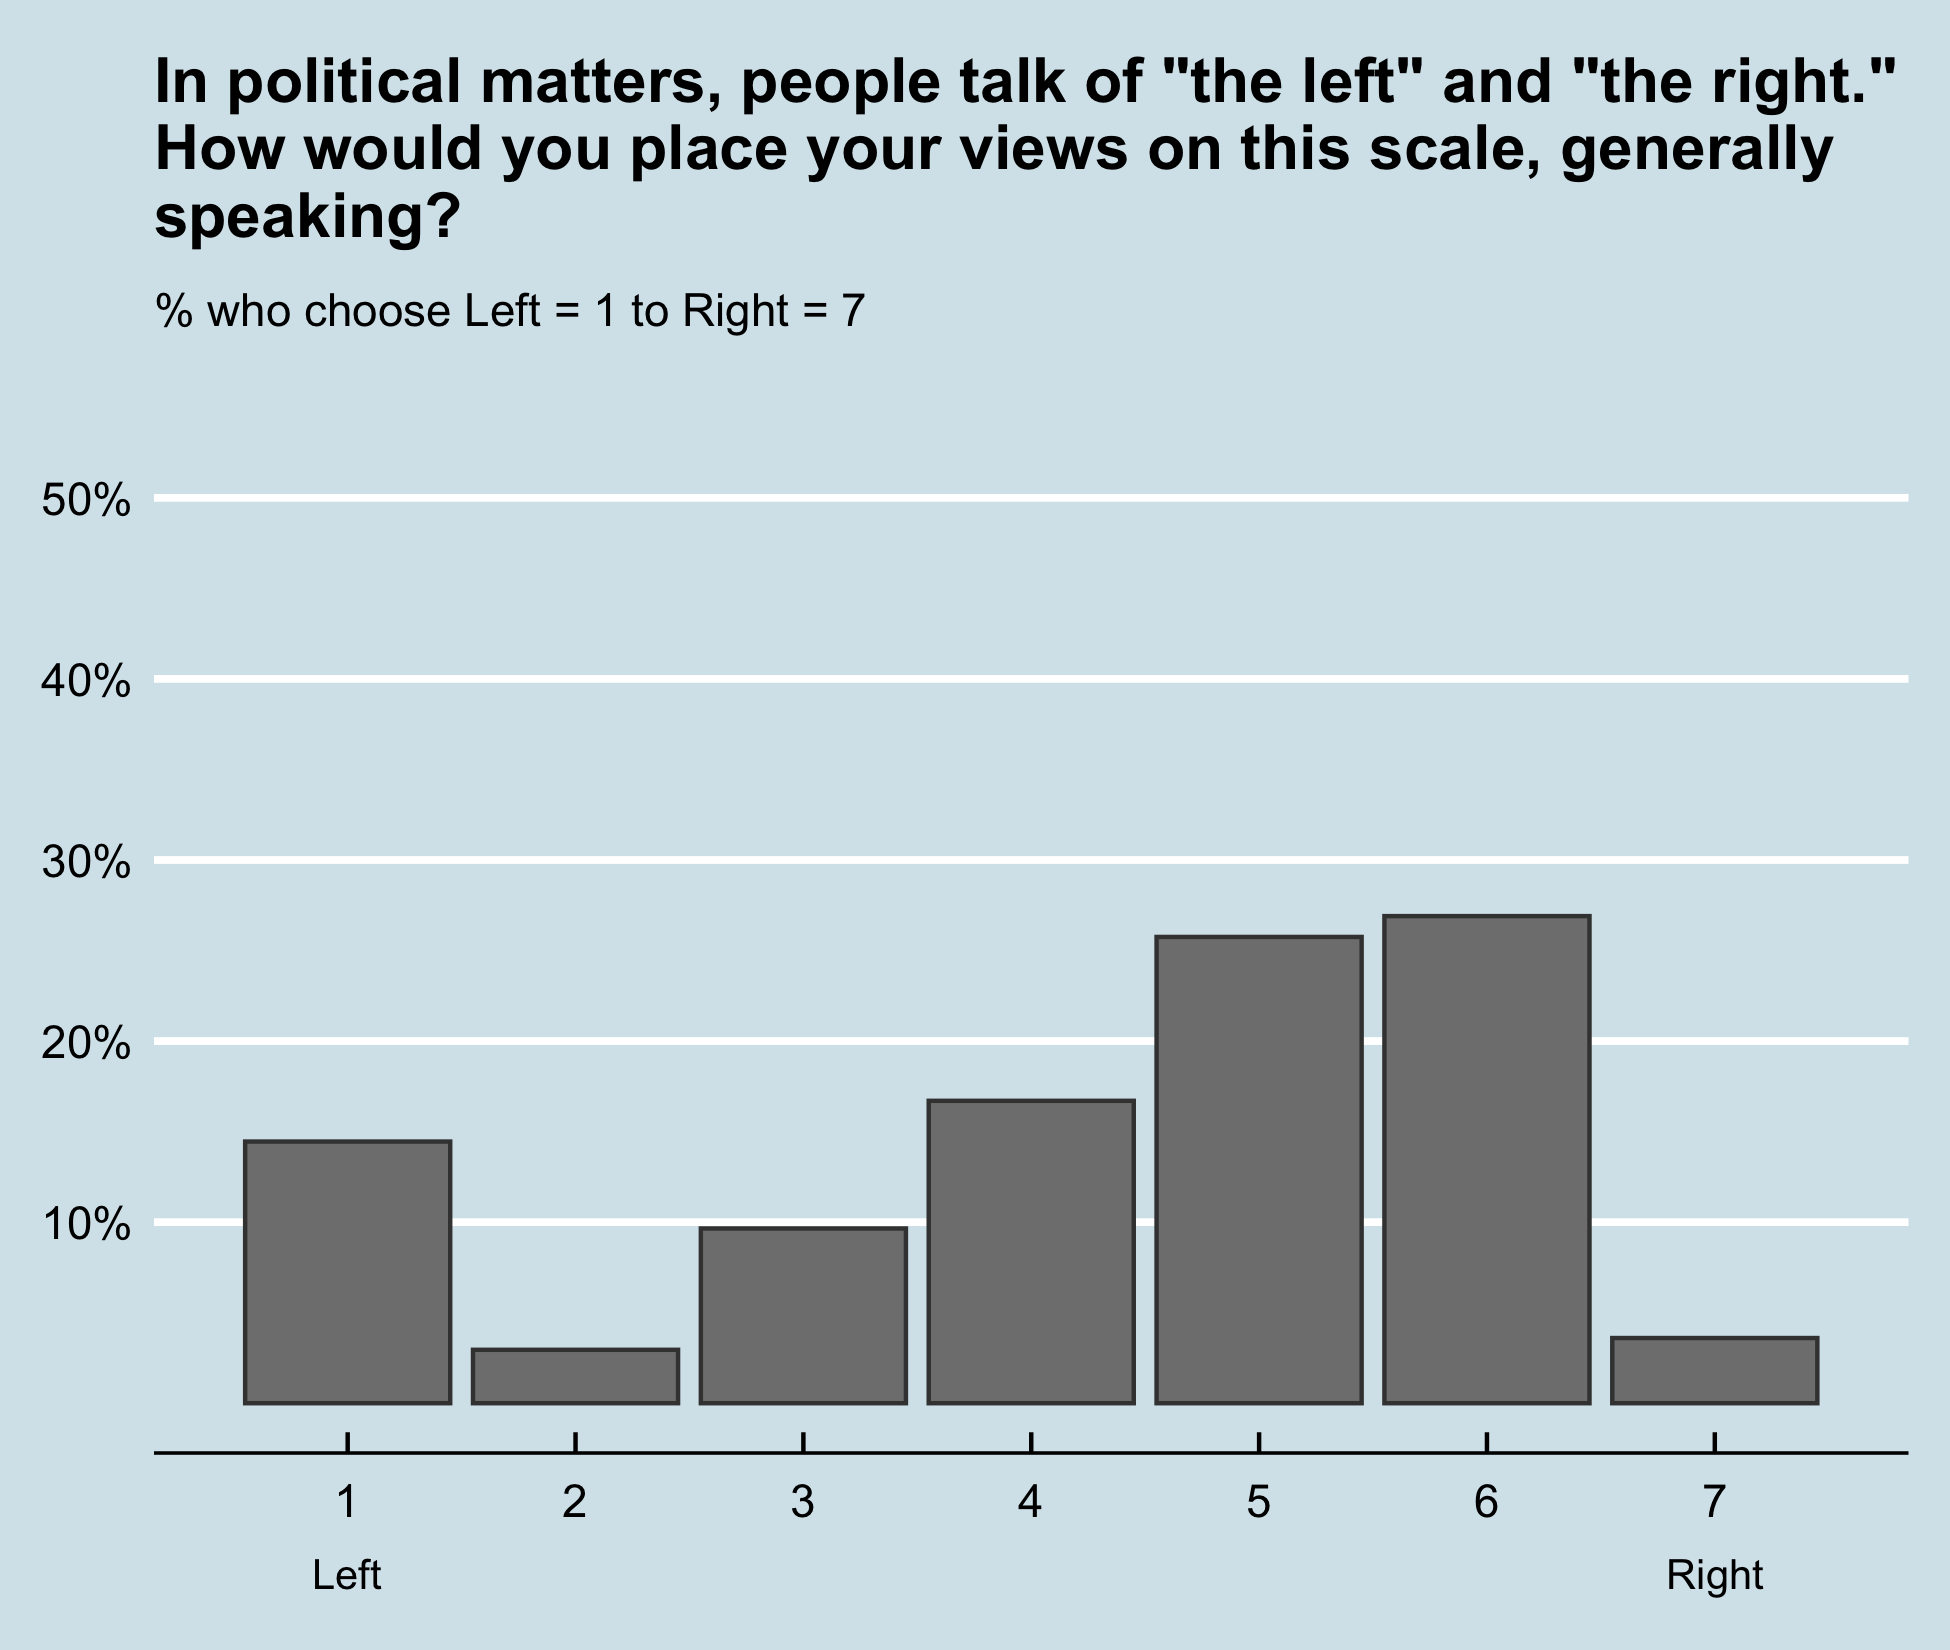 In political matters, people talk of "the left" and "the right."
How would you place your views on this scale, generally
speaking?
% who choose Left = 1 to Right = 7
50%
40%
30%
20%
10%
1 2 3 4 5 6 7
Left Right